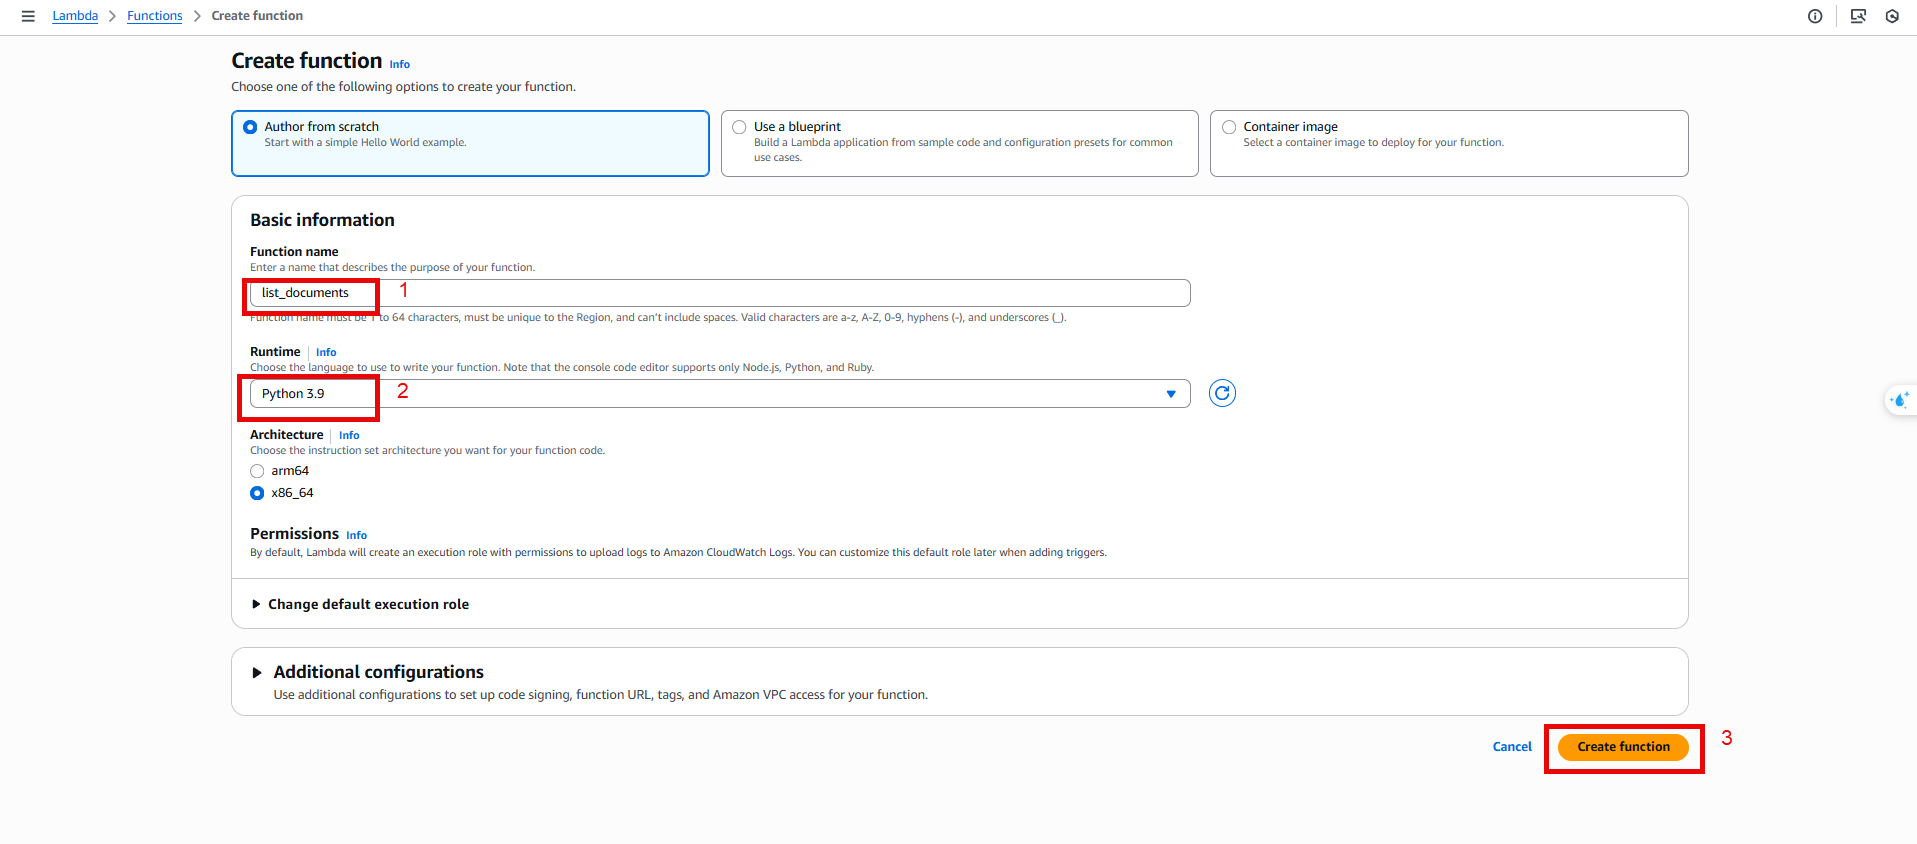 Lambda > Functions > Create function
Create function Info
Choose one of the following options to create your function.
Author from scratch
Start with a simple Hello World example.
Use a blueprint
Build a Lambda application from sample code and configuration presets for common
use cases.
Container image
Select a container image to deploy for your function.
Basic information
Function name
Enter a name that describes the purpose of your function.
list_documents
1
Function name must be 1 to 64 characters, must be unique to the Region, and can't include spaces. Valid characters are a-z, A-Z, 0-9, hyphens (-), and underscores (_).
Runtime Info
Choose the language to use to write your function. Note that the console code editor supports only Node.js, Python, and Ruby.
Python 3.9
2
Architecture Info
Choose the instruction set architecture you want for your function code.
arm64
x86_64
Permissions Info
By default, Lambda will create an execution role with permissions to upload logs to Amazon CloudWatch Logs. You can customize this default role later when adding triggers.
Change default execution role
Additional configurations
Use additional configurations to set up code signing, function URL, tags, and Amazon VPC access for your function.
Cancel
Create function
3